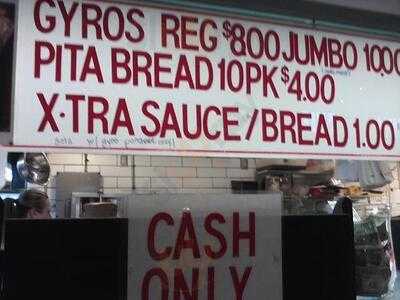 GYROS REG $8.00 JUMBO 10.00
PITA BREAD 10PK $4.00
X-TRA SAUCE/BREAD 1.00
w/ gyro
CASH
ONLY